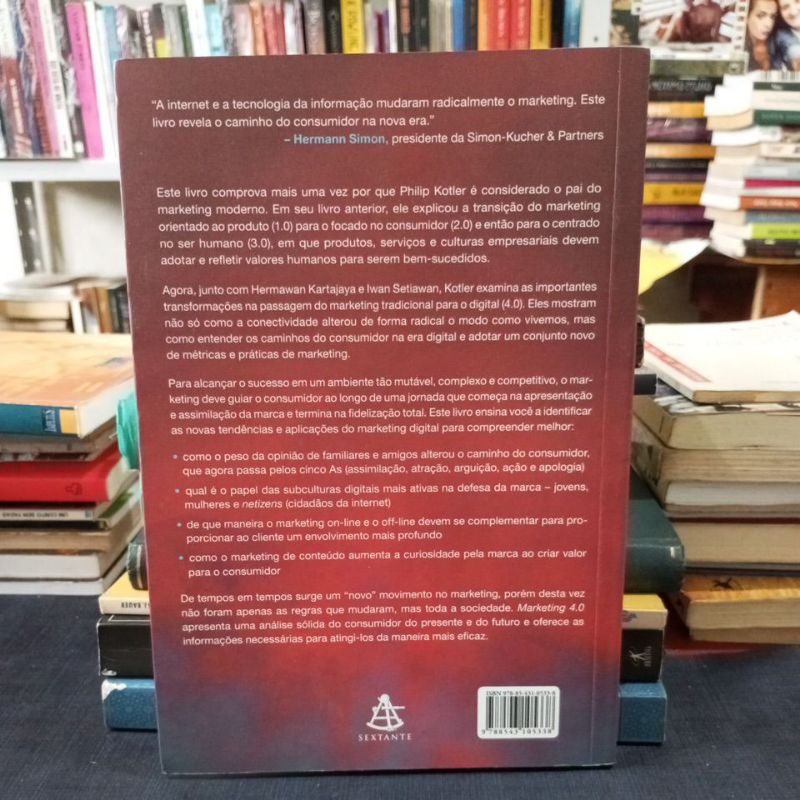 "A internet e a tecnologia da informação mudaram radicalmente o marketing. Este
livro revela o caminho do consumidor na nova era."
– Hermann Simon, presidente da Simon-Kucher & Partners
Este livro comprova mais uma vez por que Philip Kotler é considerado o pai do
marketing moderno. Em seu livro anterior, ele explicou a transição do marketing
orientado ao produto (1.0) para o focado no consumidor (2.0) e então para o centrado
no ser humano (3.0), em que produtos, serviços e culturas empresariais devem
adotar e refletir valores humanos para serem bem-sucedidos.
Agora, junto com Hermawan Kartajaya e Iwan Setiawan, Kotler examina as importantes
transformações na passagem do marketing tradicional para o digital (4.0). Eles mostram
não só como a conectividade alterou de forma radical o modo como vivemos, mas
como entender os caminhos do consumidor na era digital e adotar um conjunto novo
de métricas e práticas de marketing.
Para alcançar o sucesso em um ambiente tão mutável, complexo e competitivo, o mar-
keting deve guiar o consumidor ao longo de uma jornada que começa na apresentação
e assimilação da marca e termina na fidelização total. Este livro ensina você a identificar
as novas tendências e aplicações do marketing digital para compreender melhor:
• como o peso da opinião de familiares e amigos alterou o caminho do consumidor,
que agora passa pelos cinco As (assimilação, atração, arguição, ação e apologia)
• qual é o papel das subculturas digitais mais ativas na defesa da marca – jovens,
mulheres e netizens (cidadãos da internet)
• de que maneira o marketing on-line e o off-line devem se complementar para pro-
porcionar ao cliente um envolvimento mais profundo
• como o marketing de conteúdo aumenta a curiosidade pela marca ao criar valor
para o consumidor
De tempos em tempos surge um "novo" movimento no marketing, porém desta vez
não foram apenas as regras que mudaram, mas toda a sociedade. Marketing 4.0
apresenta uma análise sólida do consumidor do presente e do futuro e oferece as
informações necessárias para atingi-los da maneira mais eficaz.
SEXTANTE
ISBN 978-85-431-0533-8
9 788543 105338